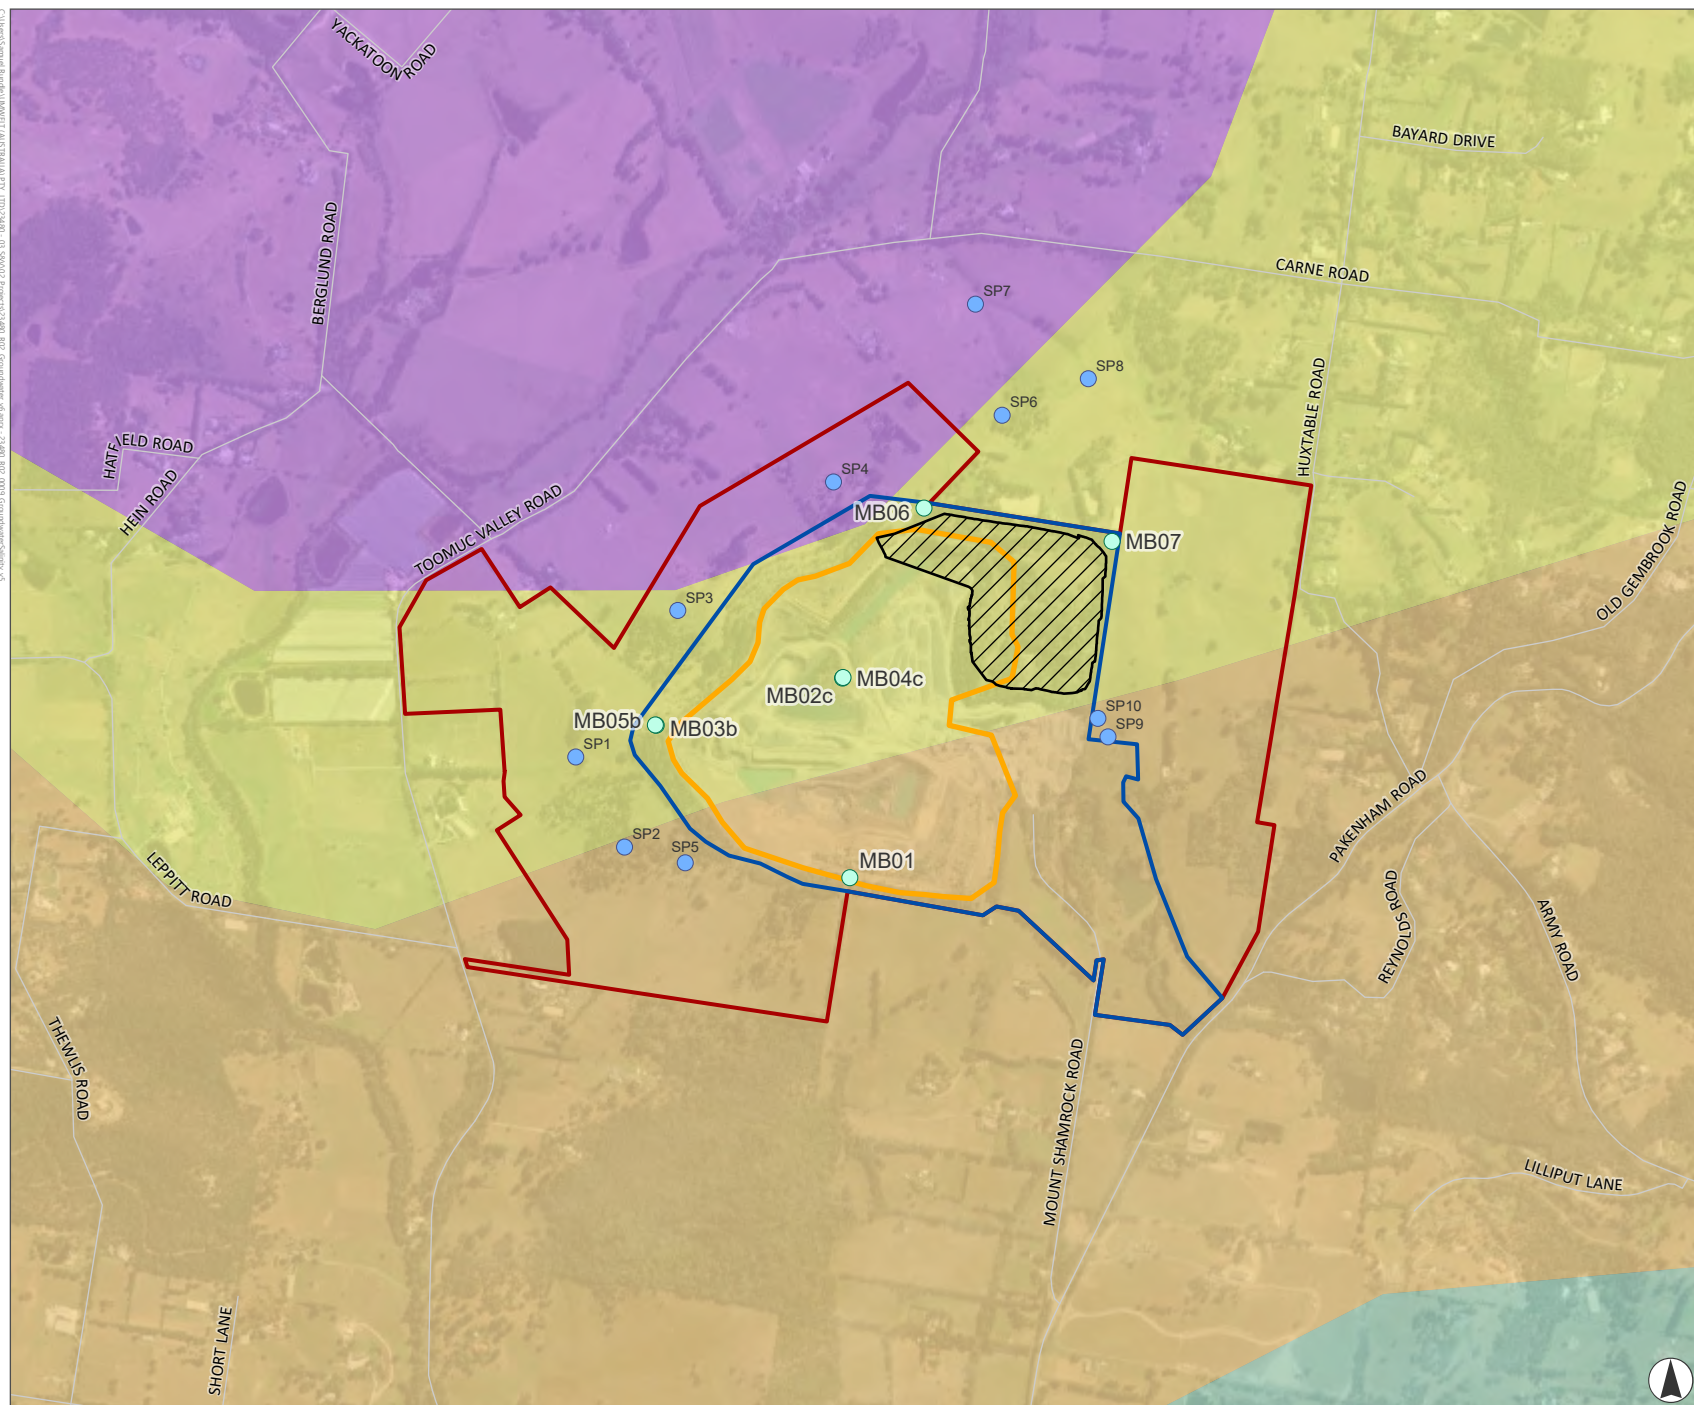 YACKATOON ROAD
BAYARD DRIVE
BERGLUND ROAD
CARNE ROAD
SP7
SP8
HUXTABLE ROAD
SP6
HATFIELD ROAD
HEIN ROAD
SP4
TOOMUC VALLEY ROAD
MB06
MB07
OLD GEMBROOK ROAD
SP3
MB04c
MB02c
MB05b
MB03b
SP10
SP9
SP1
SP2
SP5
MB01
PAKENHAM ROAD
LEPPITT ROAD
REYNOLDS ROAD
ARMY ROAD
THEWLIS ROAD
MOUNT SHAMROCK ROAD
LILLIPUT LANE
SHORT LANE